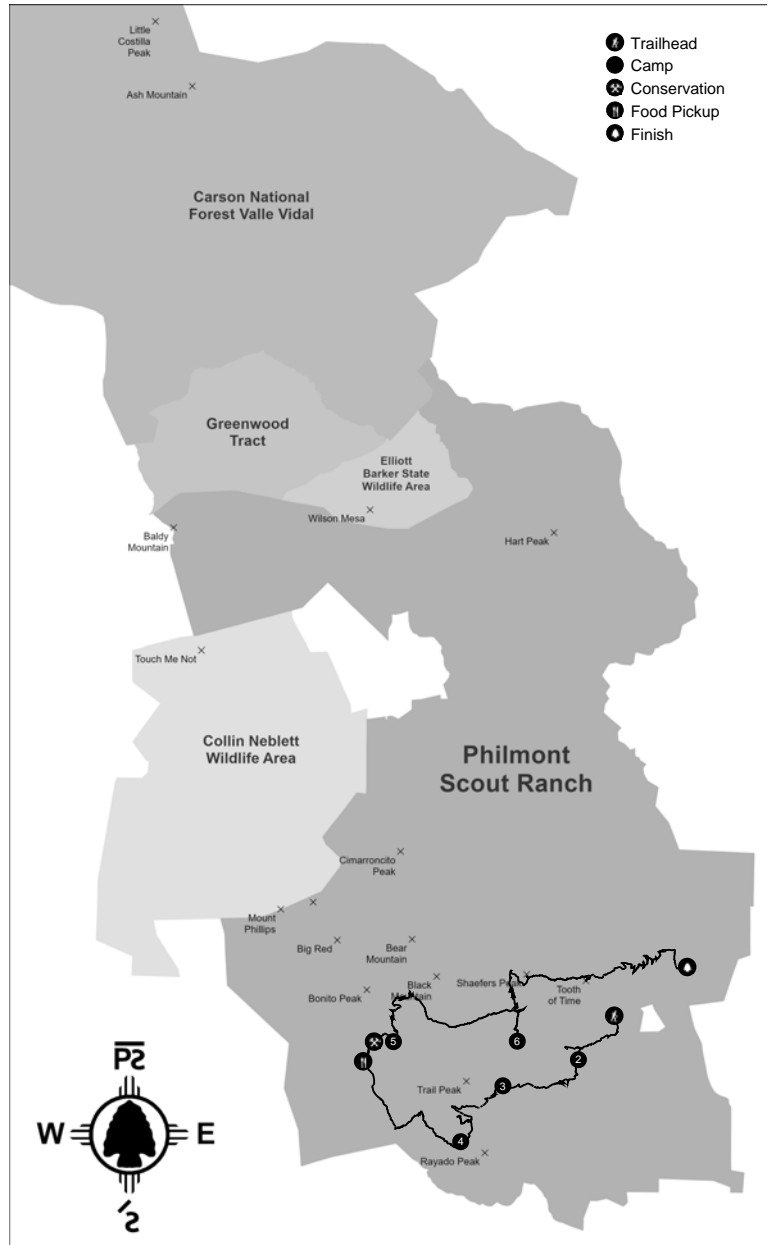 Little
Costilla
Peak
Ash Mountain
Trailhead
Camp
Conservation
Food Pickup
Finish
Carson National
Forest Valle Vidal
Greenwood
Tract
Elliott
Barker State
Wildlife Area
Wilson Mesa
Baldy
Mountain
Hart Peak
Touch Me Not
Collin Neblett
Wildlife Area
Philmont
Scout Ranch
Cimarroncito
Peak
Mount
Phillips
Big Red
Bear
Mountain
Black
Mountain
Shaefers Peak
Tooth
of Time
Bonito Peak
5
6
2
Trail Peak
3
4
Rayado Peak
W
E